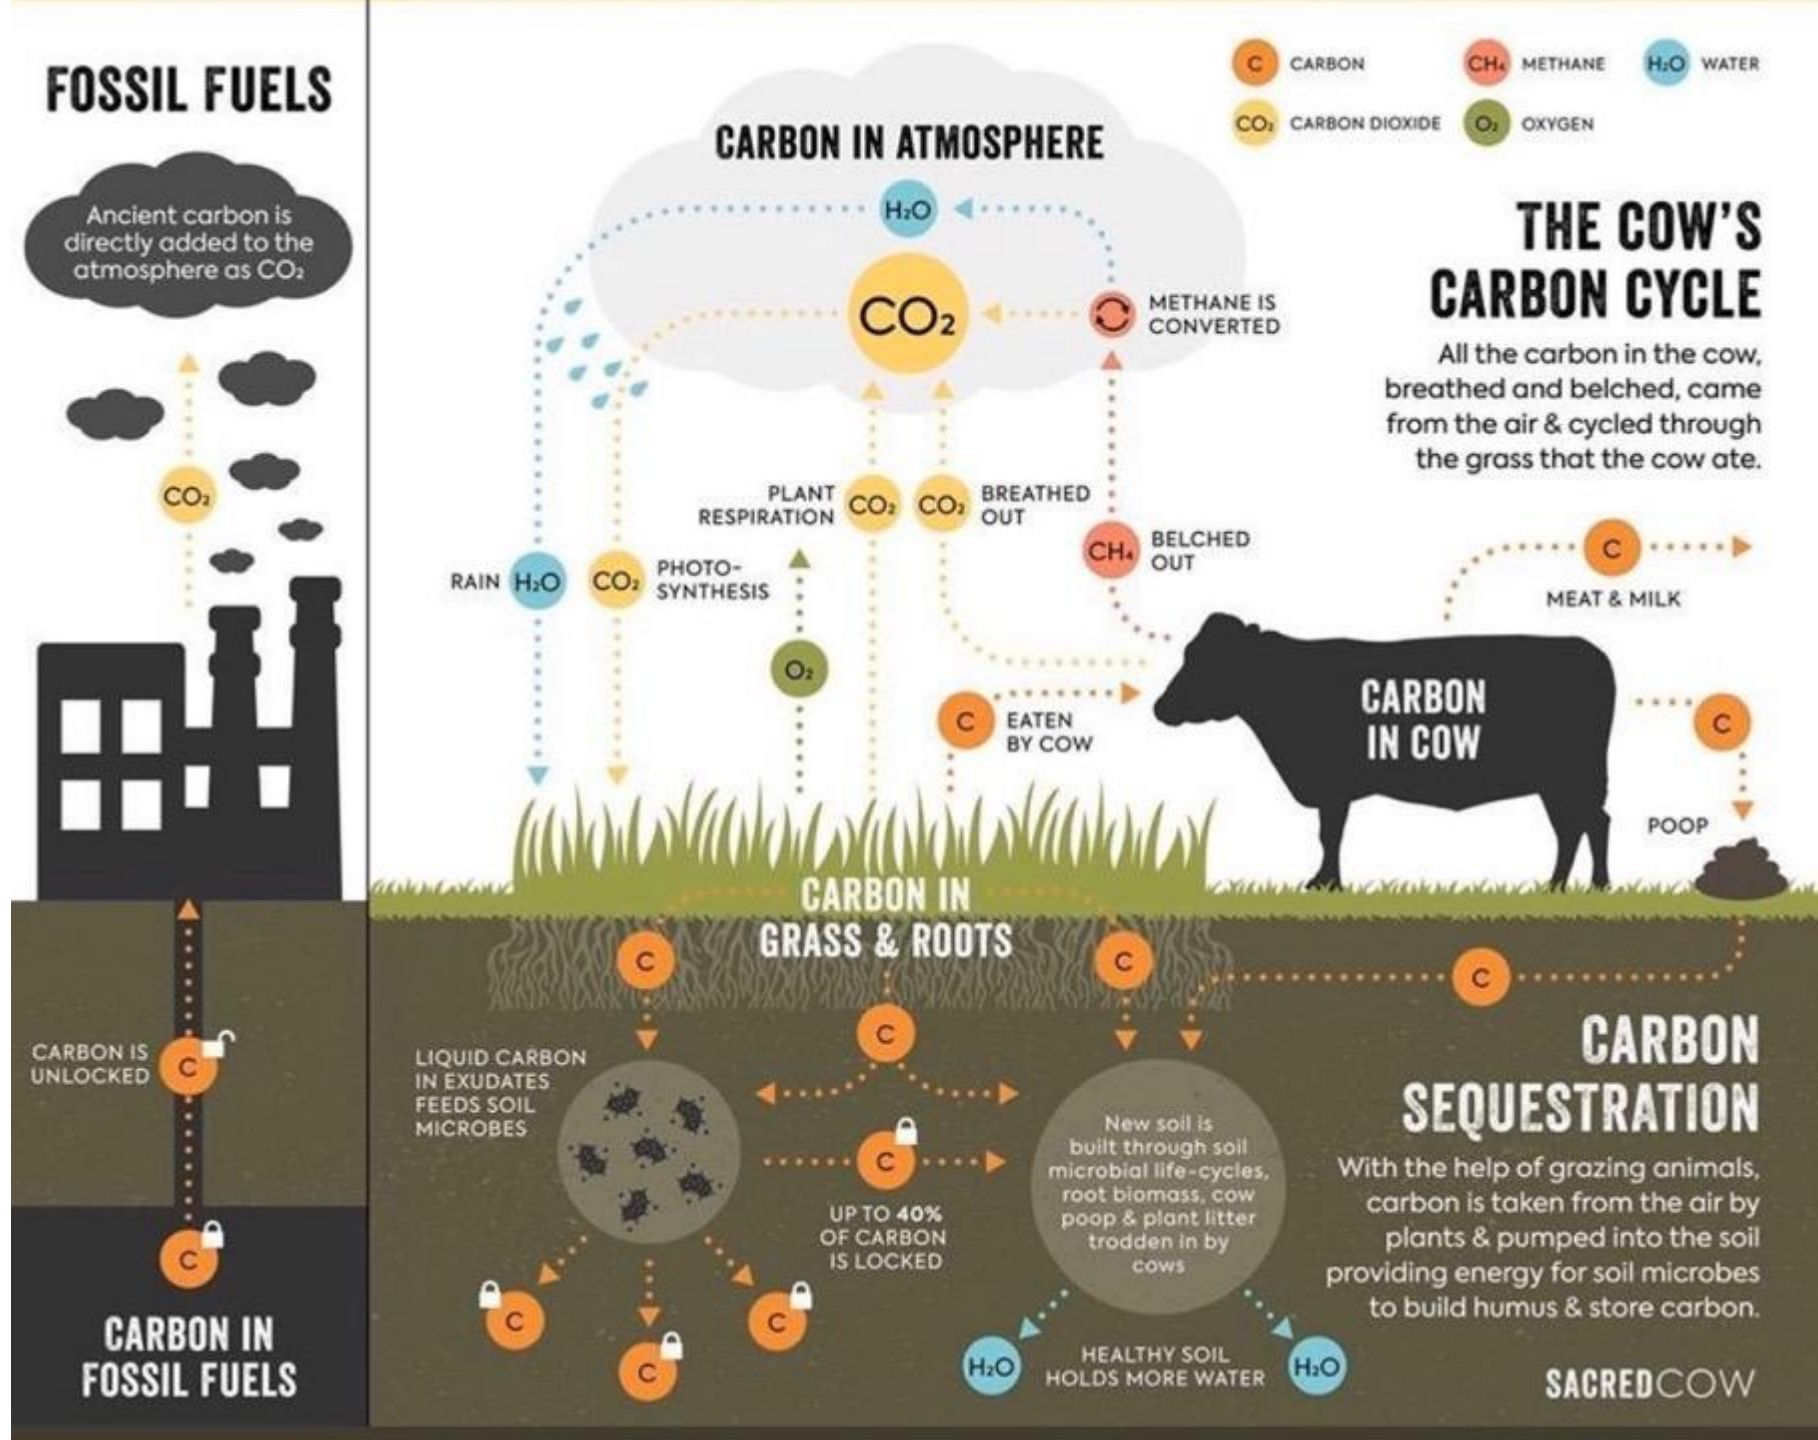 FOSSIL FUELS
Ancient carbon is
directly added to the
atmosphere as CO₂
CO₂
CARBON IS
UNLOCKED
C
C
CARBON IN
FOSSIL FUELS
C CARBON
CH₄ METHANE
H₂O WATER
CO₂ CARBON DIOXIDE
O₂ OXYGEN
CARBON IN ATMOSPHERE
H₂O
CO₂
METHANE IS
CONVERTED
THE COW'S
CARBON CYCLE
All the carbon in the cow,
breathed and belched, came
from the air & cycled through
the grass that the cow ate.
RAIN H₂O
CO₂ PHOTO-
SYNTHESIS
PLANT
RESPIRATION
CO₂
CO₂
BREATHED
OUT
CH₄
BELCHED
OUT
O₂
C
EATEN
BY COW
C
MEAT & MILK
CARBON
IN COW
C
POOP
CARBON IN
GRASS & ROOTS
C
C
C
C
LIQUID CARBON
IN EXUDATES
FEEDS SOIL
MICROBES
C
UP TO 40%
OF CARBON
IS LOCKED
C
C
C
New soil is
built through soil
microbial life-cycles,
root biomass, cow
poop & plant litter
trodden in by
cows
H₂O
HEALTHY SOIL
HOLDS MORE WATER
H₂O
CARBON
SEQUESTRATION
With the help of grazing animals,
carbon is taken from the air by
plants & pumped into the soil
providing energy for soil microbes
to build humus & store carbon.
SACREDCOW